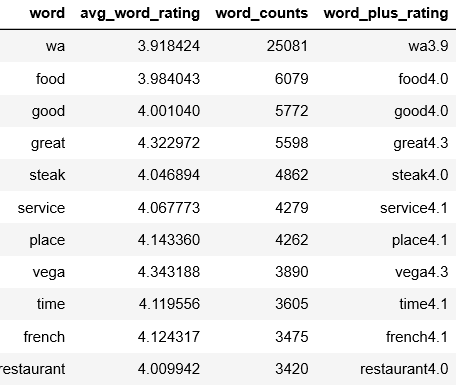 word avg_word_rating word_counts word_plus_rating
wa 3.918424 25081 wa3.9
food 3.984043 6079 food4.0
good 4.001040 5772 good4.0
great 4.322972 5598 great4.3
steak 4.046894 4862 steak4.0
service 4.067773 4279 service4.1
place 4.143360 4262 place4.1
vega 4.343188 3890 vega4.3
time 4.119556 3605 time4.1
french 4.124317 3475 french4.1
restaurant 4.009942 3420 restaurant4.0